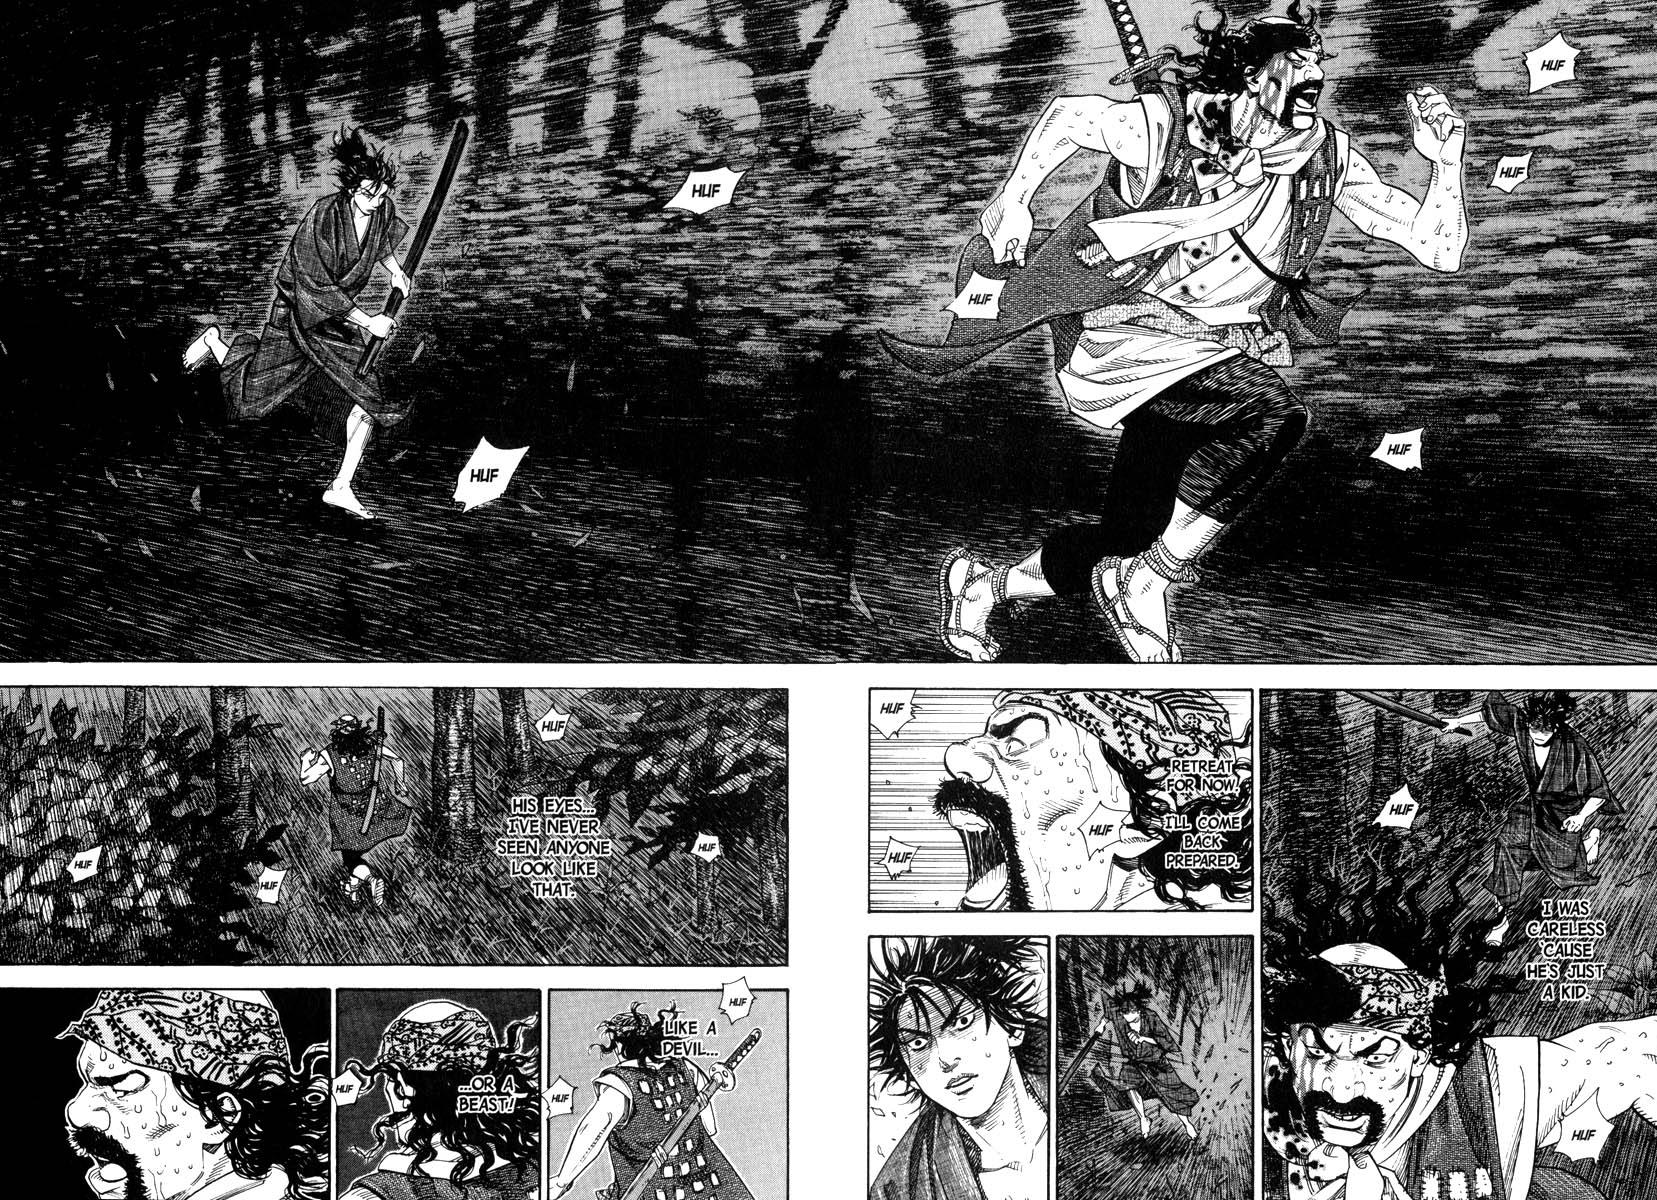 HUF
HUF
HUF
HUF
HUF
HUF
HUF
I WAS
CARELESS
'CAUSE
HE'S JUST
A KID.
HUF
HUF
RETREAT
FOR NOW.
I'LL COME
BACK
PREPARED.
HUF
HUF
HUF
HUF
HIS EYES...
I'VE NEVER
SEEN ANYONE
LOOK LIKE
THAT.
HUF
HUF
HUF
LIKE A
DEVIL...
HUF
...OR A
BEAST!
HUF